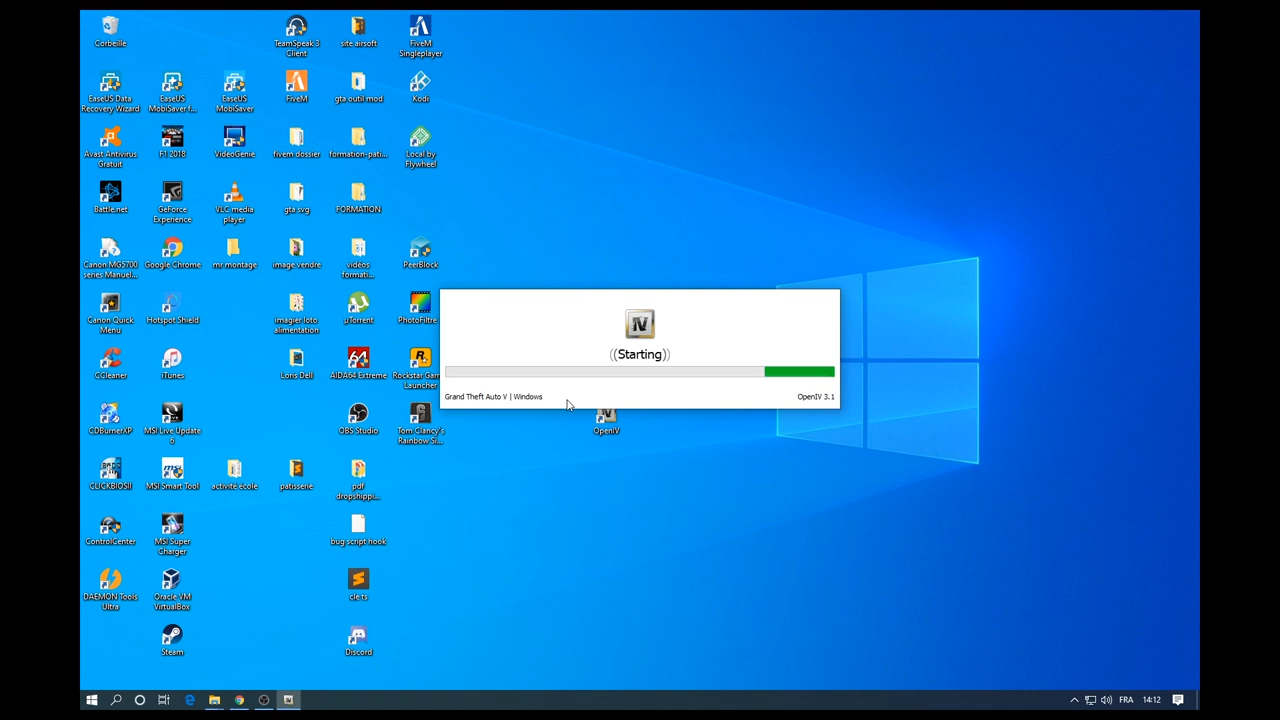 Corbeille
TeamSpeak 3
Client
site airsoft
FiveM
Singleplayer
EaseUS Data
Recovery Wizard
EaseUS
MobiSaver f...
EaseUS
MobiSaver
FiveM
gta outil mod
Kodi
Avast Antivirus
Gratuit
F1 2018
VideoGenie
fivem dossier
formation-pati...
Local by
Flywheel
Battle.net
GeForce
Experience
VLC media
player
gta svg
FORMATION
Canon MG5700
series Manuel...
Google Chrome
mr montage
image vendre
vidéos
formati...
PeerBlock
Canon Quick
Menu
Hotspot Shield
imagier loto
alimentation
µTorrent
PhotoFiltre
CCleaner
iTunes
Loris Dell
AIDA64 Extreme
Rockstar Gam
Launcher
((Starting))
Grand Theft Auto V | Windows
OpenIV 3.1
CDBurnerXP
MSI Live Update
6
OBS Studio
Tom Clancy's
Rainbow Si...
OpenIV
CLICKBIOSII
MSI Smart Tool
activite ecole
patisserie
pdf
dropshippi...
ControlCenter
MSI Super
Charger
bug script hook
DAEMON Tools
Ultra
Oracle VM
VirtualBox
cle ts
Steam
Discord
FRA
14:12